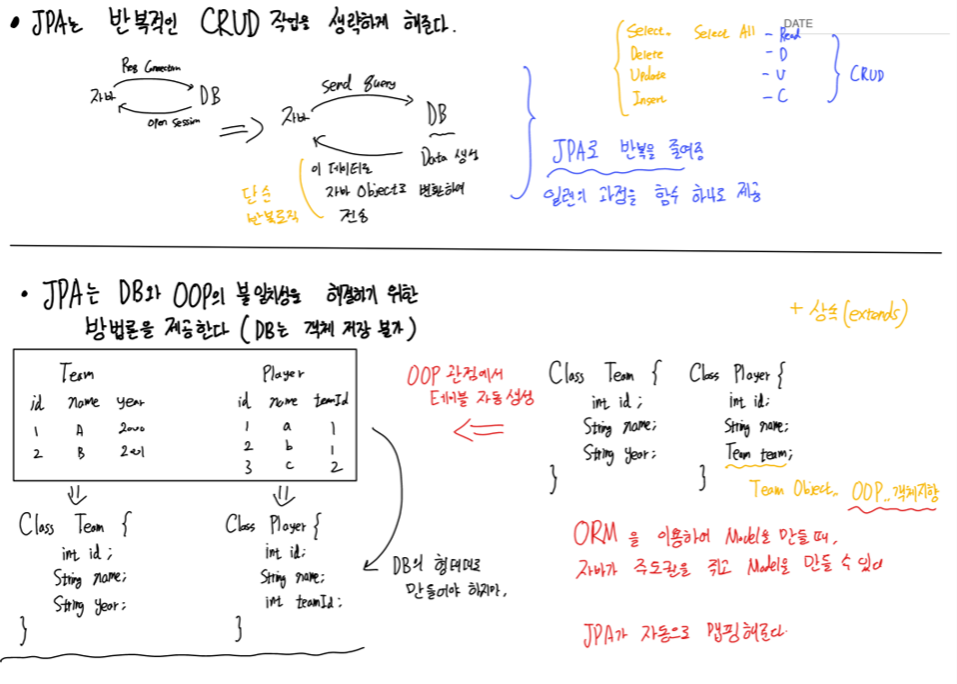 • JPA는 반복적인 CRUD 작업을 생략하게 해준다.
DATE
Select.. Select All - Read
Delete - D
Update - U
Insert - C
CRUD
Req Connection
자바 DB
Open Session
Send Query
자바 DB
Data 생성
이 데이터로
자바 Object로 변환하여
전송
단순
반복로직
JPA로 반복을 줄여줌
일련의 과정을 함수 하나로 제공
• JPA는 DB와 OOP의 불일치성을 해결하기 위한
방법론을 제공한다 (DB는 객체 저장 불가)
+ 상속(extends)
Team
id name year
1 A 2000
2 B 2001
Player
id name teamId
1 a 1
2 b 1
3 c 2
OOP 관점에서
테이블 자동생성
Class Team {
int id;
String name;
String year;
}
Class Player {
int id;
String name;
Team team;
}
Team Object.. OOP..객체지향
Class Team {
int id;
String name;
String year;
}
Class Player {
int id;
String name;
int teamId;
}
DB의 형태대로
만들어야 하지만,
ORM을 이용하여 Model로 만들 때,
자바가 주도권을 쥐고 Model을 만들 수 있다
JPA가 자동으로 맵핑해준다.